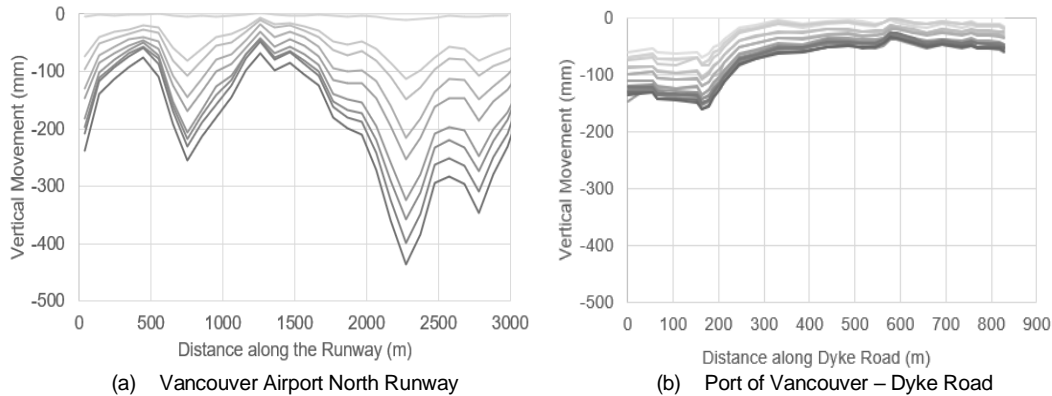 0
-100
-200
-300
-400
-500
Vertical Movement (mm)
0 500 1000 1500 2000 2500 3000
Distance along the Runway (m)
(a) Vancouver Airport North Runway
0
-100
-200
-300
-400
-500
Vertical Movement (mm)
0 100 200 300 400 500 600 700 800 900
Distance along Dyke Road (m)
(b) Port of Vancouver – Dyke Road